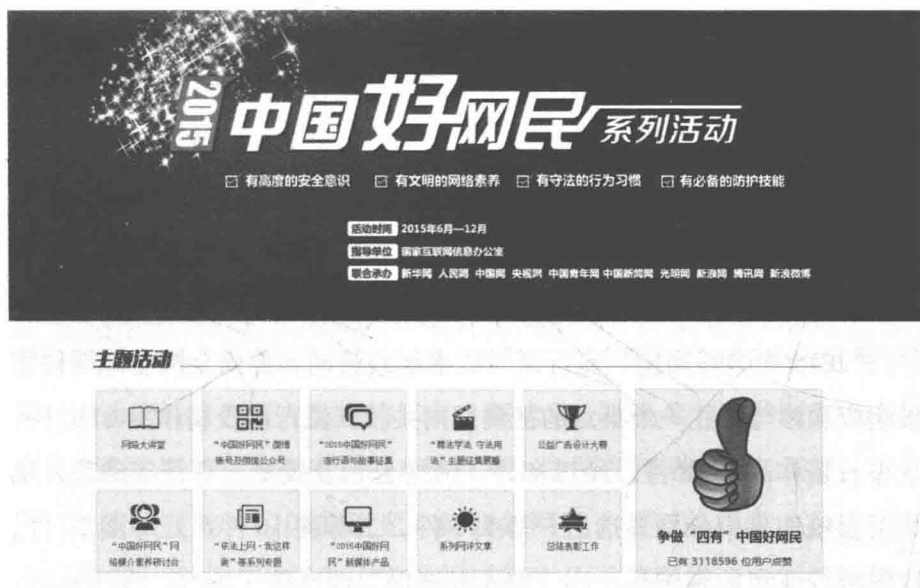 2015
中国好网民系列活动
有高度的安全意识 有文明的网络素养 有守法的行为习惯 有必备的防护技能
活动时间 2015年6月—12月
指导单位 国家互联网信息办公室
联合承办 新华网 人民网 中国网 央视网 中国青年网 中国新闻网 光明网 新浪网 腾讯网 新浪微博
主题活动
网络大讲堂
“中国好网民”微博
账号及微信公众号
“2015中国好网民”
流行语与故事征集
“尊法学法 守法用
法”主题征集展播
公益广告设计大赛
“中国好网民”网
络媒介素养研讨会
“依法上网·我这样
做”等系列专题
“2015中国好网
民”新媒体产品
系列网评文章
总结表彰工作
争做“四有”中国好网民
已有 3118596 位用户点赞